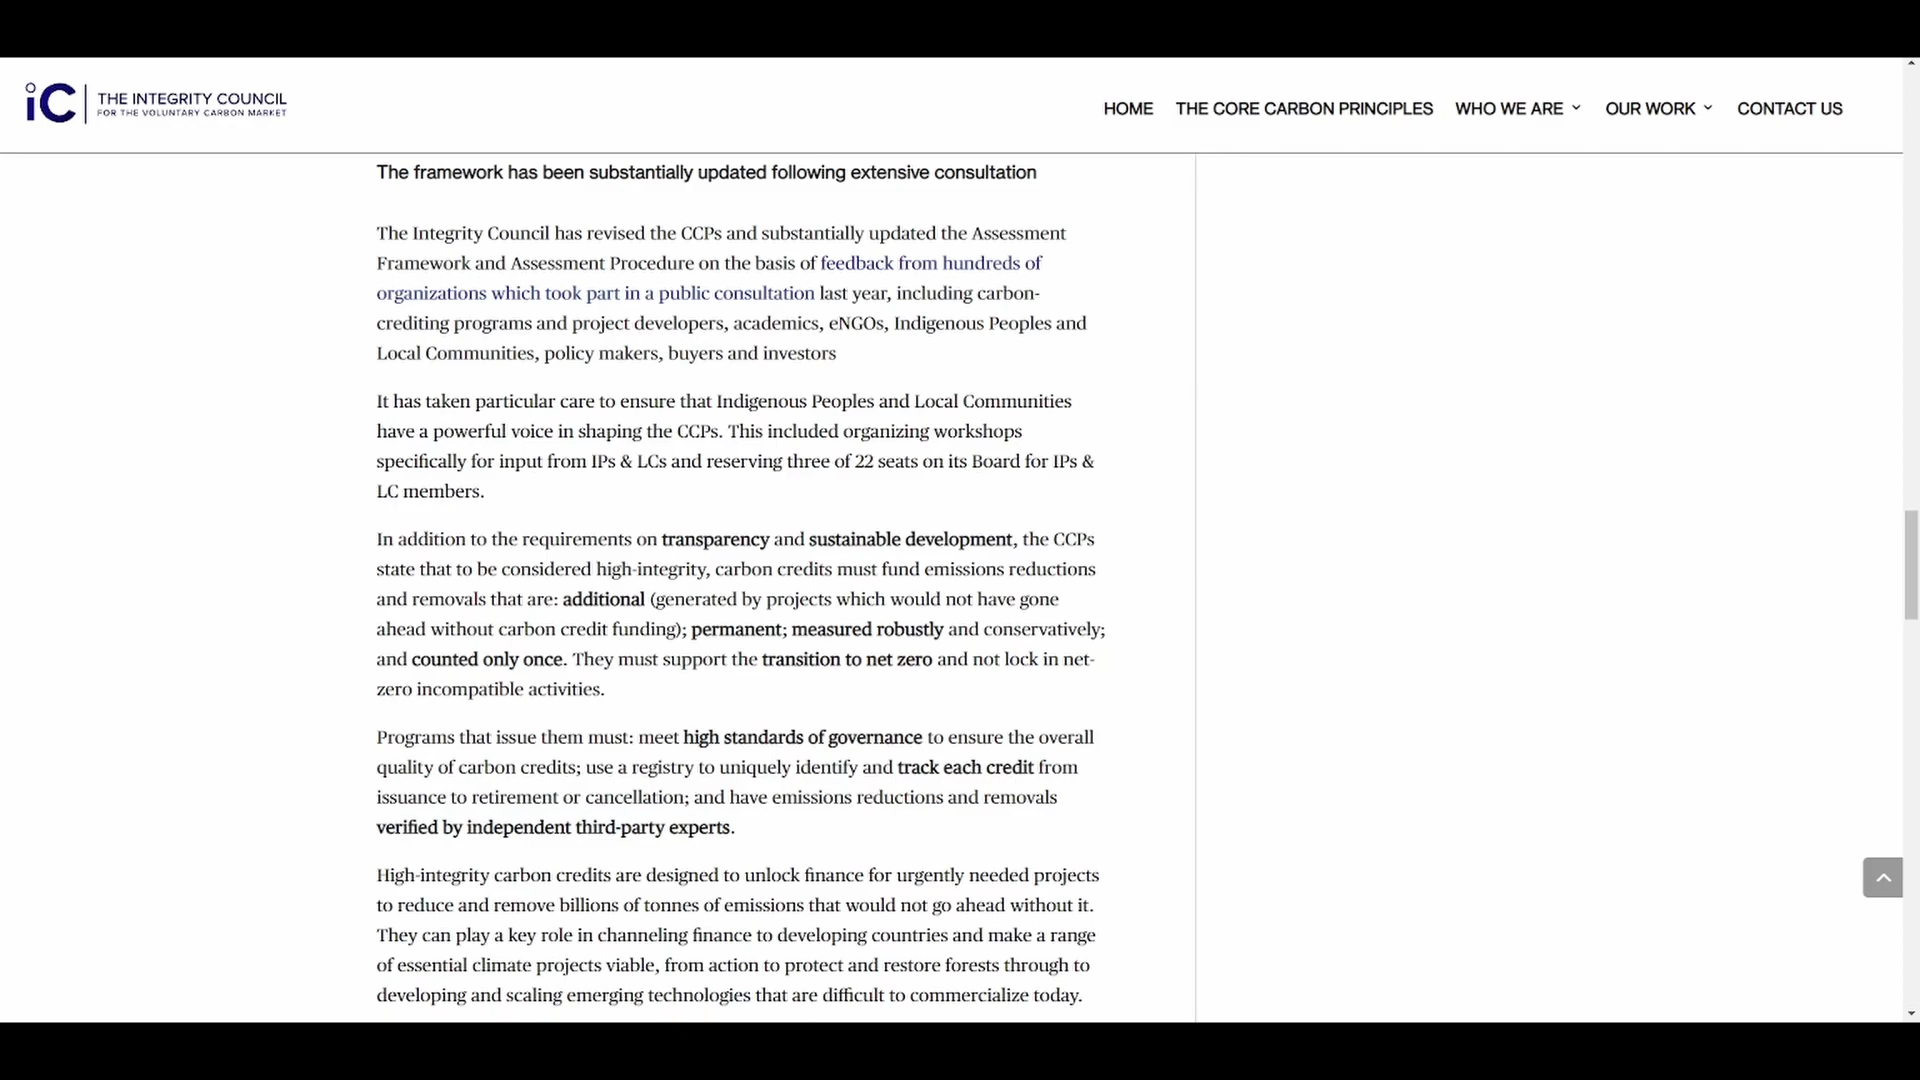 iC THE INTEGRITY COUNCIL
FOR THE VOLUNTARY CARBON MARKET
HOME THE CORE CARBON PRINCIPLES WHO WE ARE OUR WORK CONTACT US
The framework has been substantially updated following extensive consultation
The Integrity Council has revised the CCPs and substantially updated the Assessment
Framework and Assessment Procedure on the basis of feedback from hundreds of
organizations which took part in a public consultation last year, including carbon-
crediting programs and project developers, academics, eNGOs, Indigenous Peoples and
Local Communities, policy makers, buyers and investors
It has taken particular care to ensure that Indigenous Peoples and Local Communities
have a powerful voice in shaping the CCPs. This included organizing workshops
specifically for input from IPs & LCs and reserving three of 22 seats on its Board for IPs &
LC members.
In addition to the requirements on transparency and sustainable development, the CCPs
state that to be considered high-integrity, carbon credits must fund emissions reductions
and removals that are: additional (generated by projects which would not have gone
ahead without carbon credit funding); permanent; measured robustly and conservatively;
and counted only once. They must support the transition to net zero and not lock in net-
zero incompatible activities.
Programs that issue them must: meet high standards of governance to ensure the overall
quality of carbon credits; use a registry to uniquely identify and track each credit from
issuance to retirement or cancellation; and have emissions reductions and removals
verified by independent third-party experts.
High-integrity carbon credits are designed to unlock finance for urgently needed projects
to reduce and remove billions of tonnes of emissions that would not go ahead without it.
They can play a key role in channeling finance to developing countries and make a range
of essential climate projects viable, from action to protect and restore forests through to
developing and scaling emerging technologies that are difficult to commercialize today.